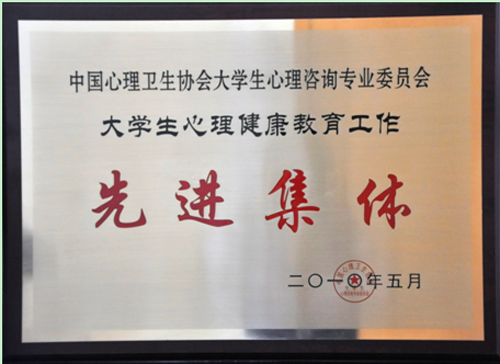 中国心理卫生协会大学生心理咨询专业委员会
大学生心理健康教育工作
先进集体
二〇一〇年五月